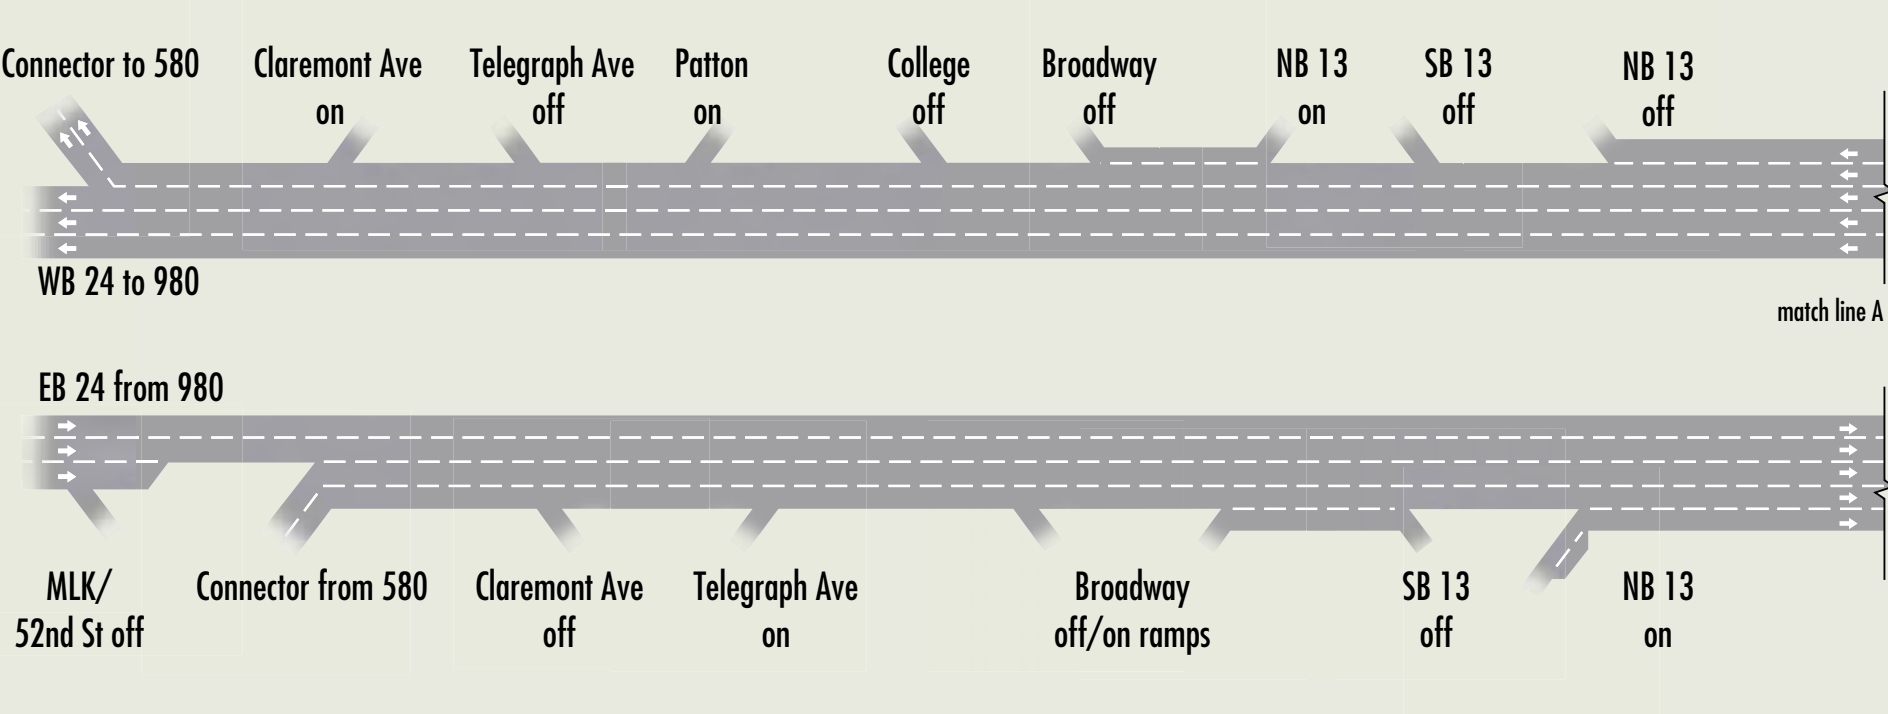 Connector to 580
Claremont Ave
on
Telegraph Ave
off
Patton
on
College
off
Broadway
off
NB 13
on
SB 13
off
NB 13
off
WB 24 to 980
match line A
EB 24 from 980
MLK/
52nd St off
Connector from 580
Claremont Ave
off
Telegraph Ave
on
Broadway
off/on ramps
SB 13
off
NB 13
on